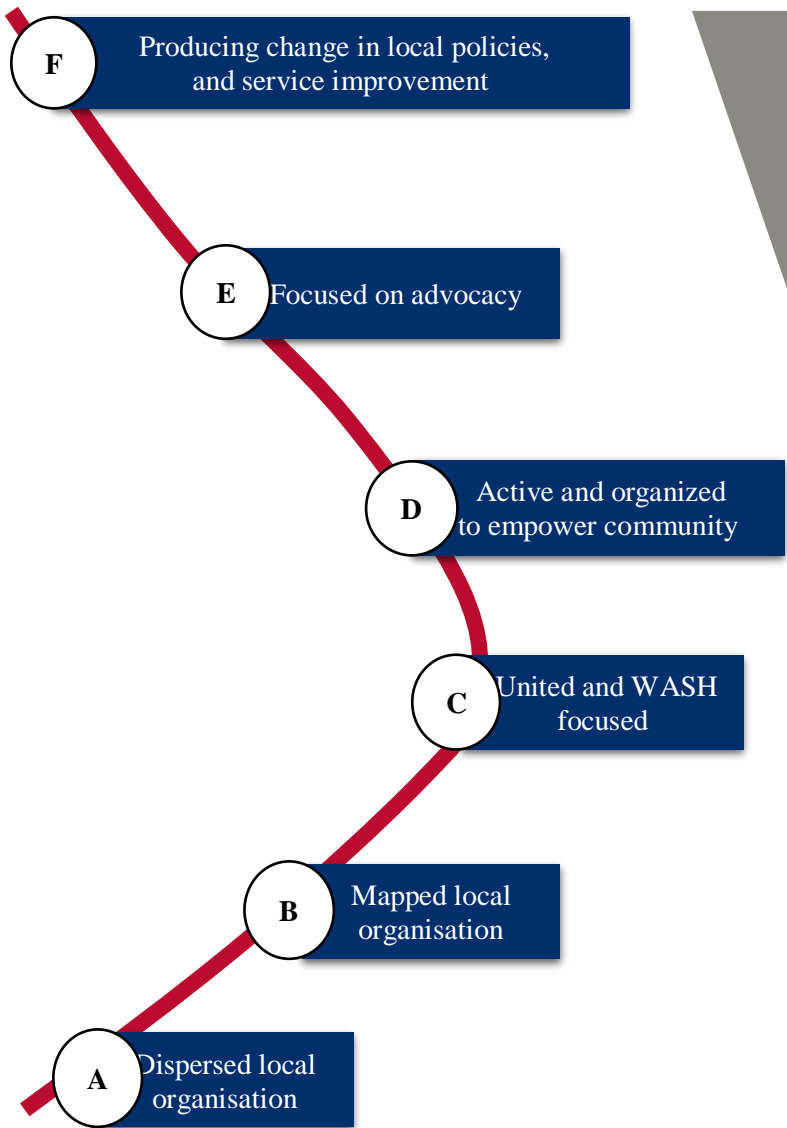 F
Producing change in local policies,
and service improvement
E
Focused on advocacy
D
Active and organized
to empower community
C
United and WASH
focused
B
Mapped local
organisation
A
Dispersed local
organisation